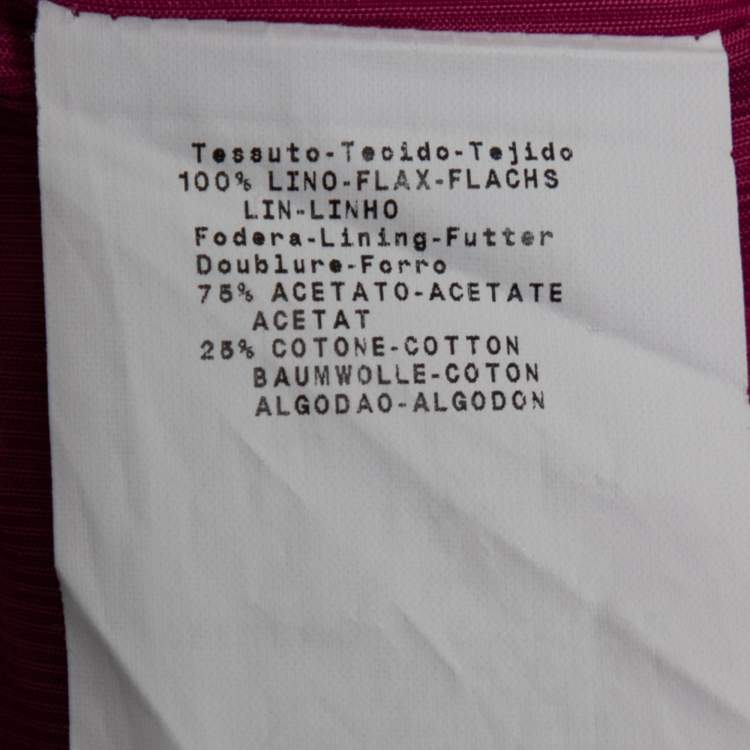 Tessuto-Tecido-Tejido
100% LINO-FLAX-FLACHS
LIN-LINHO
Fodera-Lining-Futter
Doublure-Forro
75% ACETATO-ACETATE
ACETAT
25% COTONE-COTTON
BAUMWOLLE-COTON
ALGODAO-ALGODON